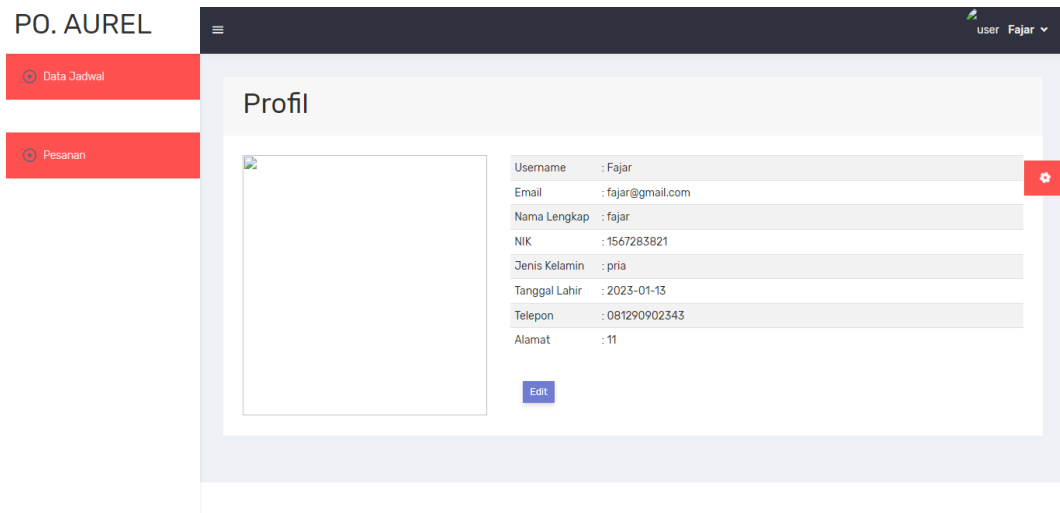 PO. AUREL
user Fajar
Data Jadwal
Pesanan
Profil
Username : Fajar
Email : fajar@gmail.com
Nama Lengkap : fajar
NIK : 1567283821
Jenis Kelamin : pria
Tanggal Lahir : 2023-01-13
Telepon : 081290902343
Alamat : 11
Edit